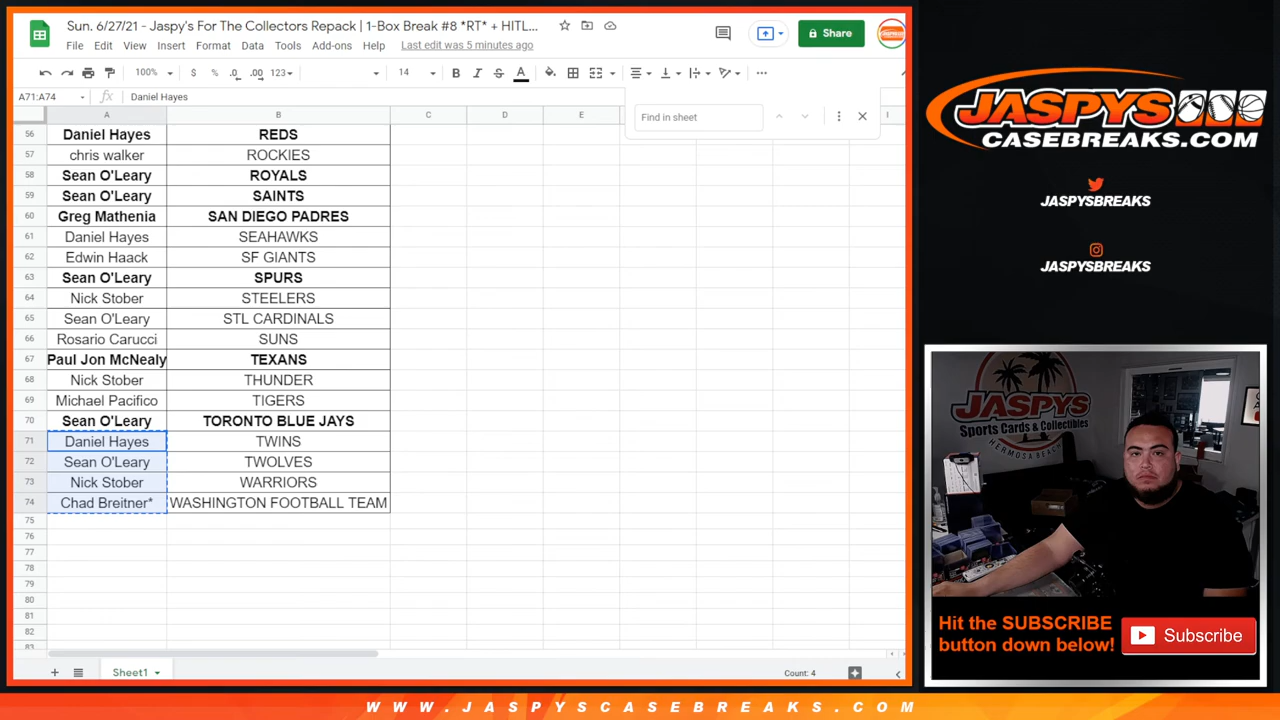 Sun. 6/27/21 - Jaspy's For The Collectors Repack | 1-Box Break #8 *RT* + HITL...
Share
File Edit View Insert Format Data Tools Add-ons Help Last edit was 5 minutes ago
100% $ % .0 .00 123 14 B I S A
A71:A74 fx Daniel Hayes
Find in sheet
A B C D E I
56 Daniel Hayes REDS
57 chris walker ROCKIES
58 Sean O'Leary ROYALS
59 Sean O'Leary SAINTS
60 Greg Mathenia SAN DIEGO PADRES
61 Daniel Hayes SEAHAWKS
62 Edwin Haack SF GIANTS
63 Sean O'Leary SPURS
64 Nick Stober STEELERS
65 Sean O'Leary STL CARDINALS
66 Rosario Carucci SUNS
67 Paul Jon McNealy TEXANS
68 Nick Stober THUNDER
69 Michael Pacifico TIGERS
70 Sean O'Leary TORONTO BLUE JAYS
71 Daniel Hayes TWINS
72 Sean O'Leary TWOLVES
73 Nick Stober WARRIORS
74 Chad Breitner* WASHINGTON FOOTBALL TEAM
75
76
77
78
79
80
81
82
83
Sheet1 Count: 4
JASPYS
CASEBREAKS.COM
JASPYSBREAKS
JASPYSBREAKS
JASPYS
Sports Cards & Collectibles
HERMOSA BEACH
Hit the SUBSCRIBE
button down below!
Subscribe
WWW.JASPYSCASEBREAKS.COM